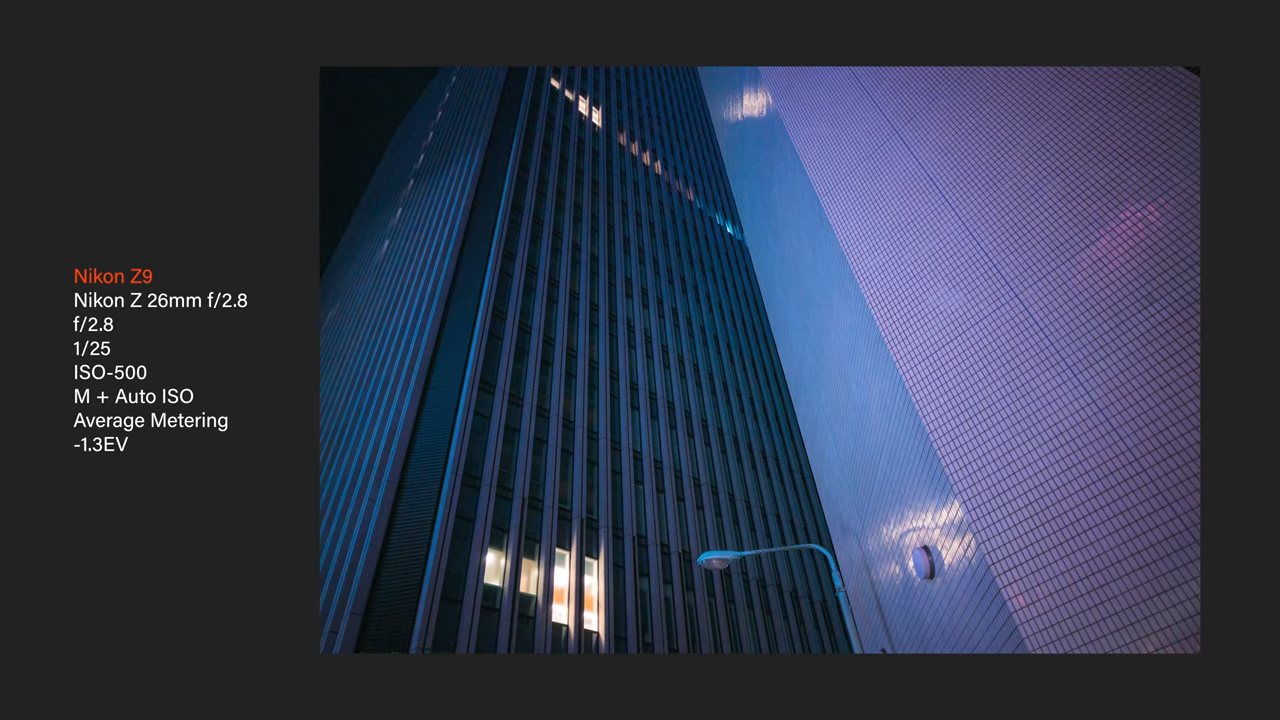 Nikon Z9
Nikon Z 26mm f/2.8
f/2.8
1/25
ISO-500
M + Auto ISO
Average Metering
-1.3EV